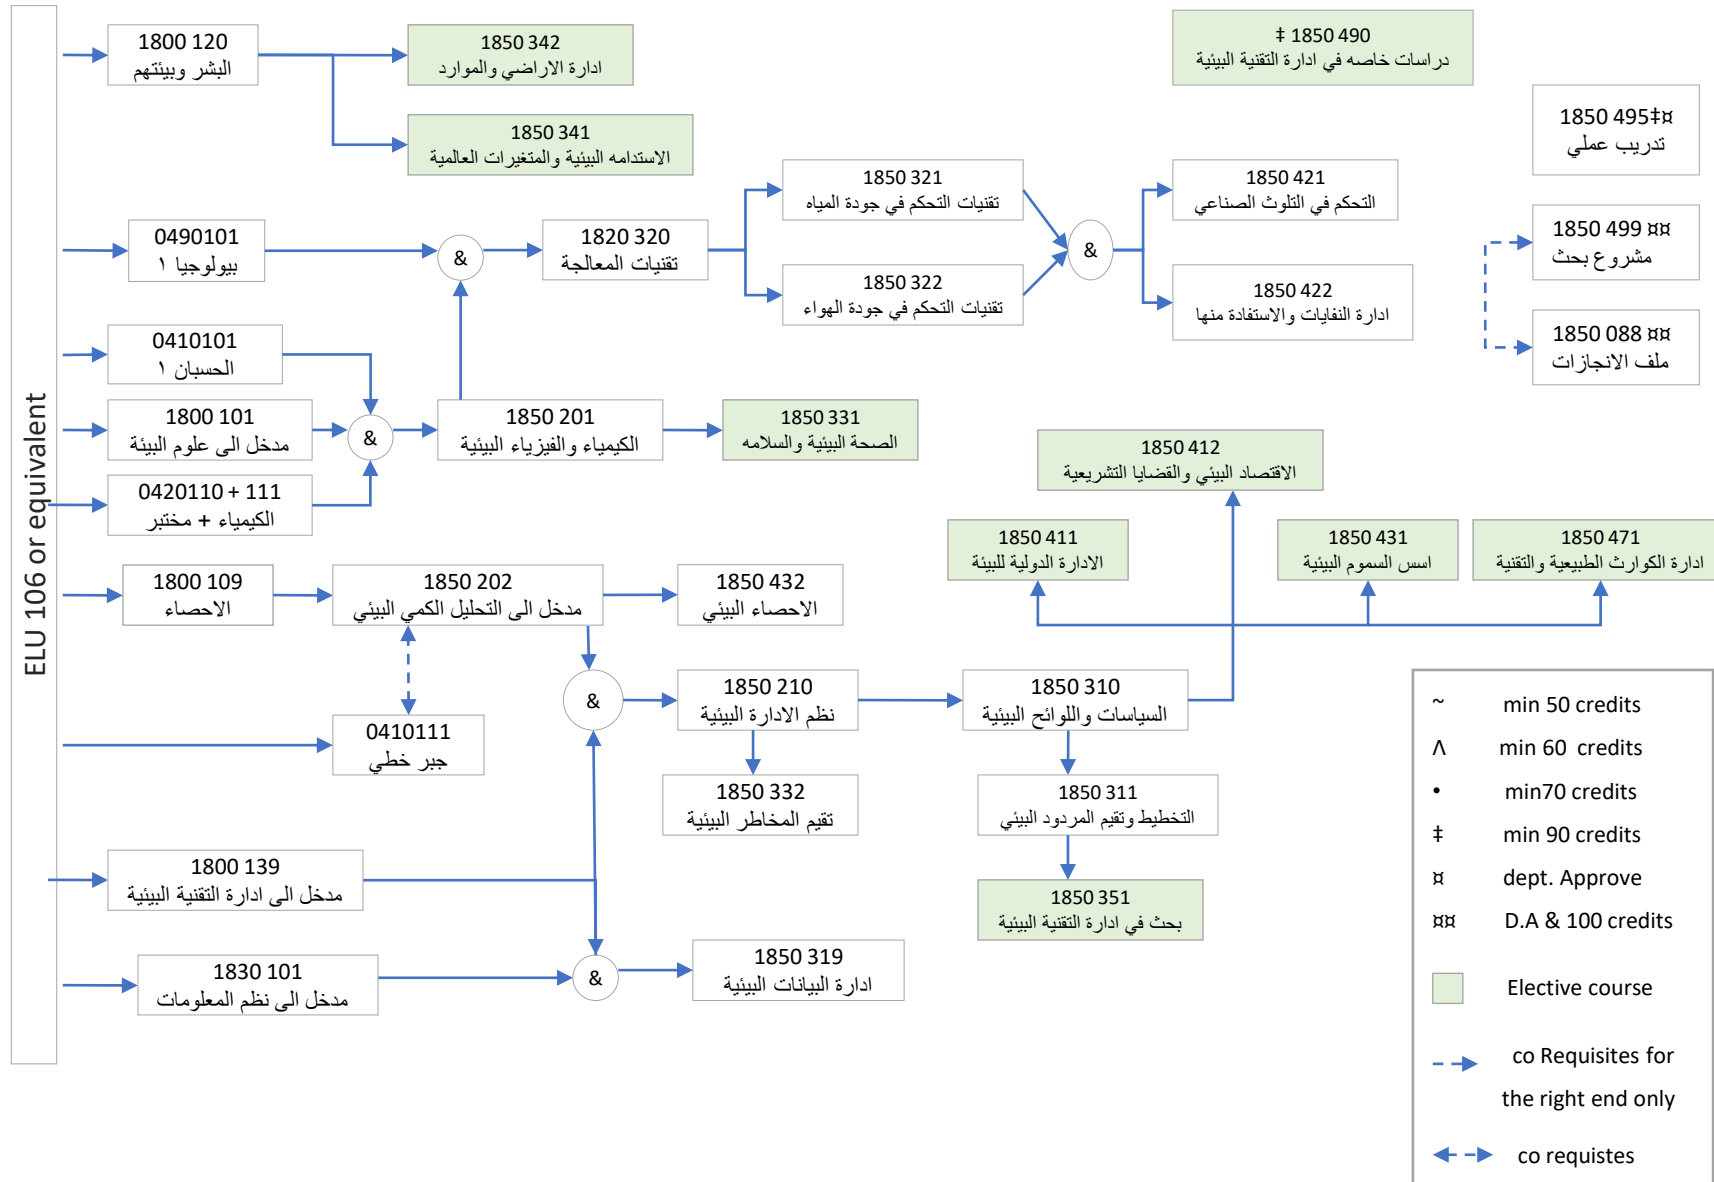 ELU 106 or equivalent
1800 120
البشر وبيئتهم
1850 342
ادارة الاراضي والموارد
1850 341
الاستدامه البيئية والمتغيرات العالمية
‡ 1850 490
دراسات خاصه في ادارة التقنية البيئية
1850 495‡¤
تدريب عملي
0490101
بيولوجيا ١
&
1820 320
تقنيات المعالجة
1850 321
تقنيات التحكم في جودة المياه
1850 322
تقنيات التحكم في جودة الهواء
&
1850 421
التحكم في التلوث الصناعي
1850 422
ادارة النفايات والاستفادة منها
1850 499 ¤¤
مشروع بحث
1850 088 ¤¤
ملف الانجازات
0410101
الحسبان ١
1800 101
مدخل الى علوم البيئة
0420110 + 111
الكيمياء + مختبر
&
1850 201
الكيمياء والفيزياء البيئية
1850 331
الصحة البيئية والسلامه
1850 412
الاقتصاد البيئي والقضايا التشريعية
1850 411
الادارة الدولية للبيئة
1850 431
اسس السموم البيئية
1850 471
ادارة الكوارث الطبيعية والتقنية
1800 109
الاحصاء
1850 202
مدخل الى التحليل الكمي البيئي
1850 432
الاحصاء البيئي
0410111
جبر خطي
&
1850 210
نظم الادارة البيئية
1850 310
السياسات واللوائح البيئية
1850 332
تقيم المخاطر البيئية
1850 311
التخطيط وتقيم المردود البيئي
1850 351
بحث في ادارة التقنية البيئية
1800 139
مدخل الى ادارة التقنية البيئية
1830 101
مدخل الى نظم المعلومات
&
1850 319
ادارة البيانات البيئية
~ min 50 credits
Λ min 60 credits
• min70 credits
‡ min 90 credits
¤ dept. Approve
¤¤ D.A & 100 credits
Elective course
co Requisites for
the right end only
co requistes